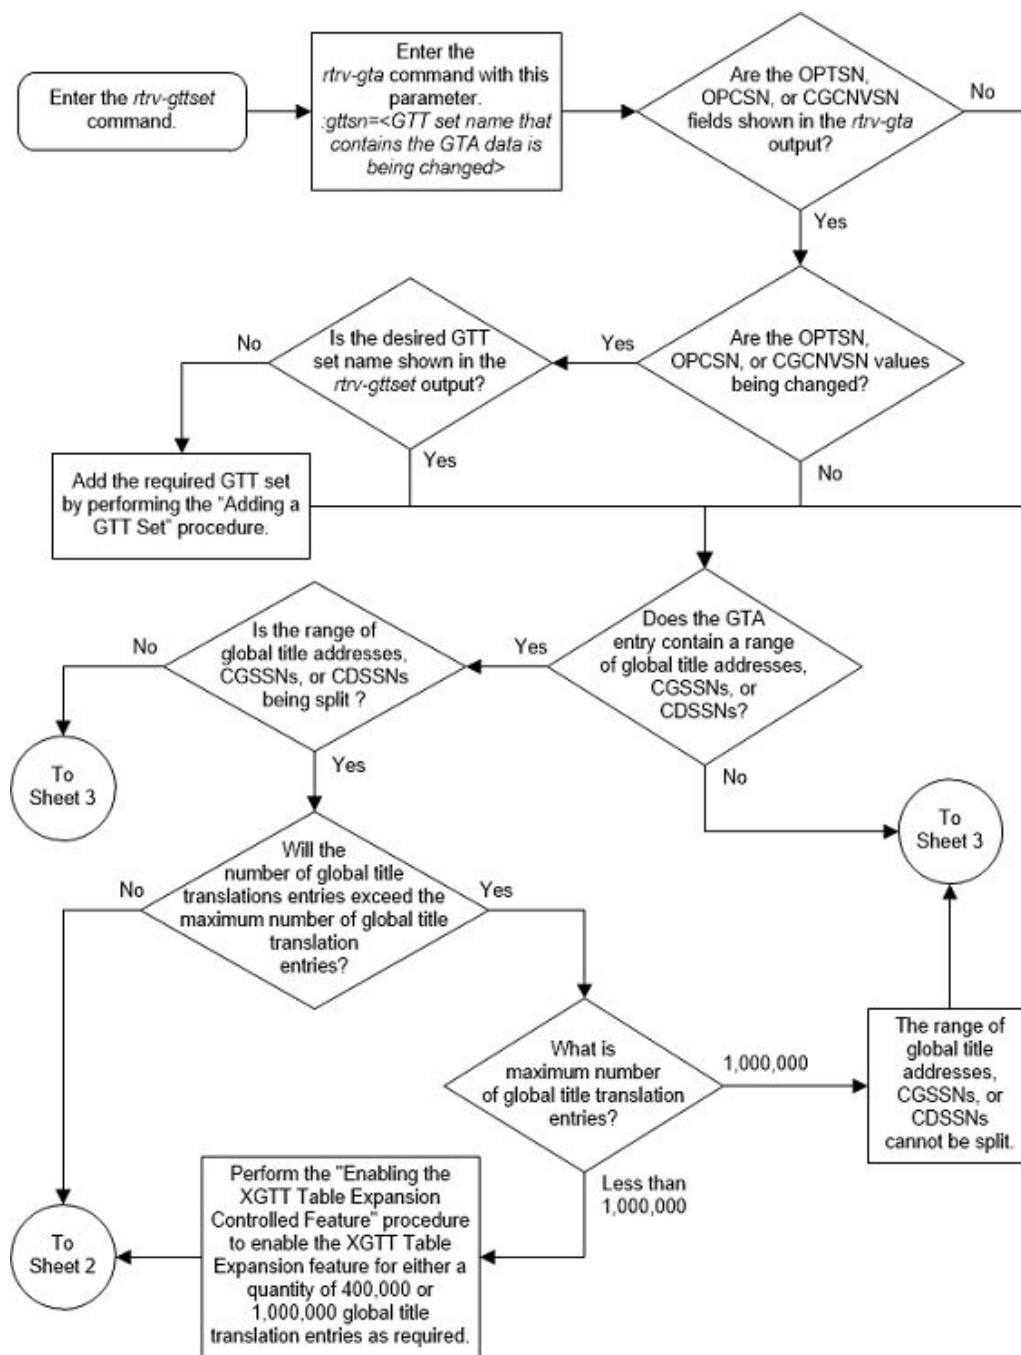 Enter the rtrv-gttset
command.
Enter the
rtrv-gta command with this
parameter.
:gttsn=<GTT set name that
contains the GTA data is
being changed>
Are the OPTSN,
OPCSN, or CGCNVSN
fields shown in the rtrv-gta
output?
No
Yes
Are the OPTSN,
OPCSN, or CGCNVSN values
being changed?
Yes
No
Is the desired GTT
set name shown in the
rtrv-gttset output?
No
Yes
Add the required GTT set
by performing the "Adding a
GTT Set" procedure.
Does the GTA
entry contain a range
of global title addresses,
CGSSNs, or
CDSSNs?
Yes
No
Is the range of
global title addresses,
CGSSNs, or CDSSNs
being split ?
No
Yes
To
Sheet 3
To
Sheet 3
Will the
number of global title
translations entries exceed the
maximum number of global title
translation
entries?
No
Yes
What is
maximum number
of global title translation
entries?
1,000,000
Less than
1,000,000
The range of
global title
addresses,
CGSSNs, or
CDSSNs
cannot be split.
Perform the "Enabling the
XGTT Table Expansion
Controlled Feature" procedure
to enable the XGTT Table
Expansion feature for either a
quantity of 400,000 or
1,000,000 global title
translation entries as required.
To
Sheet 2